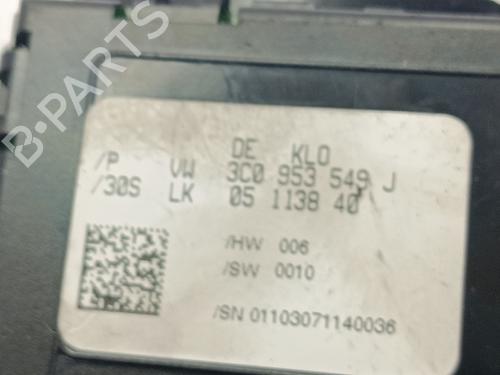 B-PARTS
DE KLO
/P VW 3C0 953 549 J
/30S LK 05 1138 40
/HW 006
/SW 0010
/SN 01103071140036